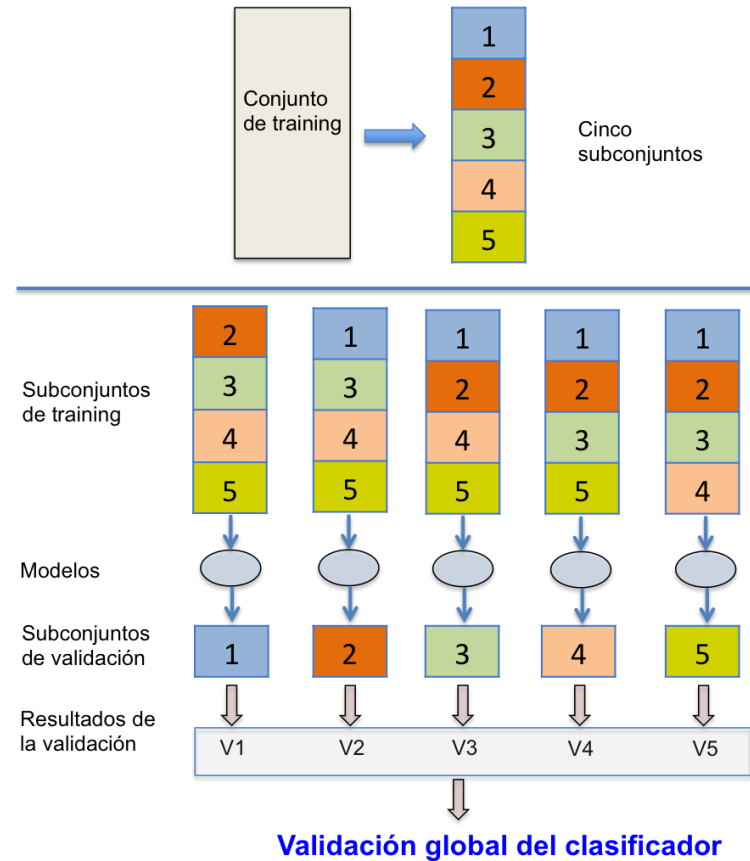 Conjunto
de training
1
2
3
4
5
Cinco
subconjuntos
Subconjuntos
de training
2
3
4
5
1
3
4
5
1
2
4
5
1
2
3
5
1
2
3
4
Modelos
Subconjuntos
de validación
1
2
3
4
5
Resultados de
la validación
V1
V2
V3
V4
V5
Validación global del clasificador